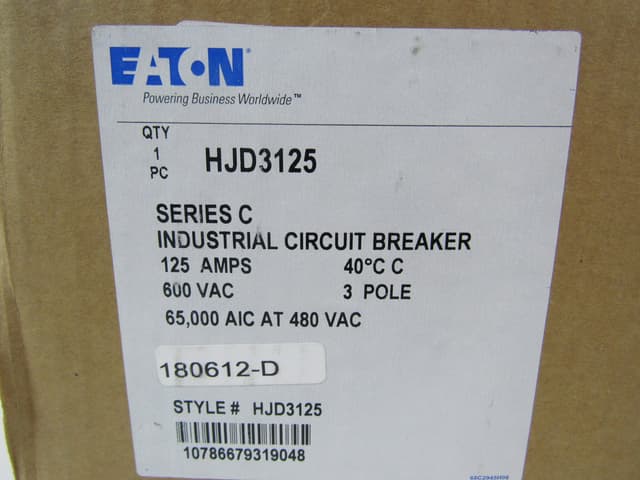 EATON
Powering Business Worldwide™
QTY
1
PC
HJD3125
SERIES C
INDUSTRIAL CIRCUIT BREAKER
125 AMPS 40°C C
600 VAC 3 POLE
65,000 AIC AT 480 VAC
180612-D
STYLE # HJD3125
10786679319048